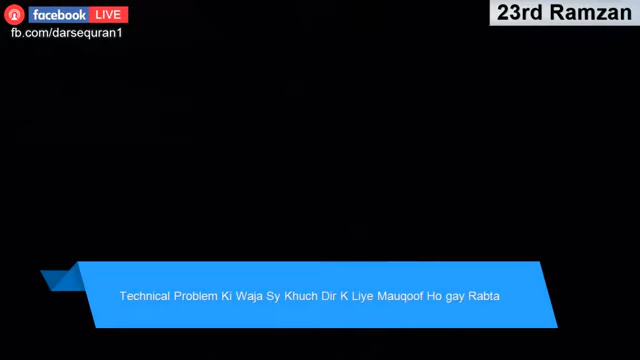 facebook LIVE
23rd Ramzan
fb.com/darsequran1
Technical Problem Ki Waja Sy Khuch Dir K Liye Mauqoof Ho gay Rabta